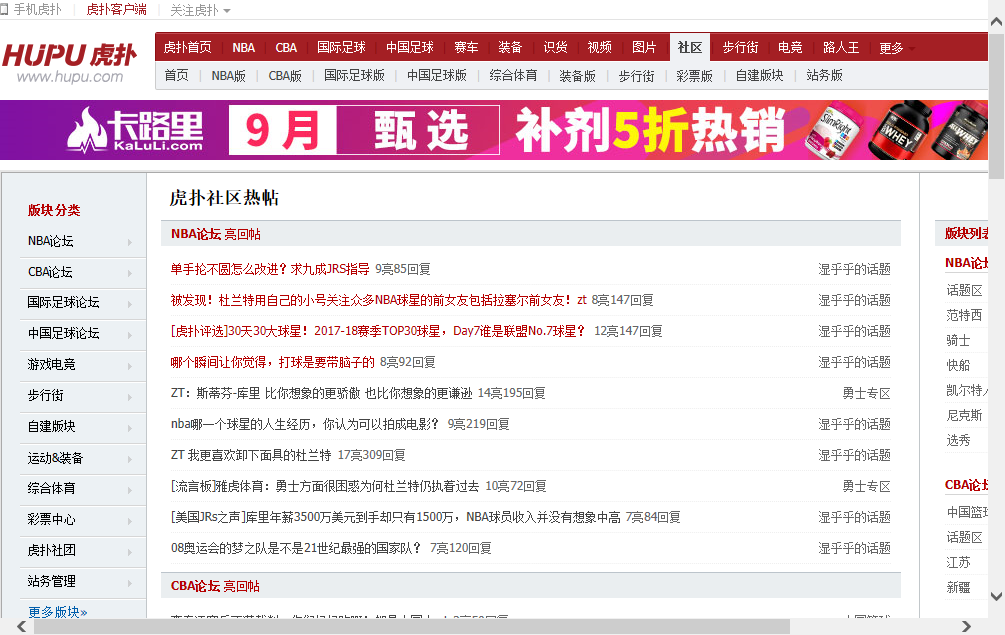 手机虎扑 虎扑客户端 关注虎扑
HUPU 虎扑
www.hupu.com
虎扑首页 NBA CBA 国际足球 中国足球 赛车 装备 识货 视频 图片 社区 步行街 电竞 路人王 更多
首页 NBA版 CBA版 国际足球版 中国足球版 综合体育 装备版 步行街 彩票版 自建版块 站务版
卡路里 KaLuLi.com 9月 甄选 补剂5折热销
虎扑社区热帖
版块分类
NBA论坛
CBA论坛
国际足球论坛
中国足球论坛
游戏电竞
步行街
自建版块
运动&装备
综合体育
彩票中心
虎扑社团
站务管理
更多版块»
NBA论坛 亮回帖
单手抡不圆怎么改进？求九成JRS指导 9亮85回复 湿乎乎的话题
被发现！杜兰特用自己的小号关注众多NBA球星的前女友包括拉塞尔前女友！zt 8亮147回复 湿乎乎的话题
[虎扑评选]30天30大球星！2017-18赛季TOP30球星，Day7谁是联盟No.7球星？ 12亮147回复 湿乎乎的话题
哪个瞬间让你觉得，打球是要带脑子的 8亮92回复 湿乎乎的话题
ZT：斯蒂芬-库里 比你想象的更骄傲 也比你想象的更谦逊 14亮195回复 勇士专区
nba哪一个球星的人生经历，你认为可以拍成电影？ 9亮219回复 湿乎乎的话题
ZT 我更喜欢卸下面具的杜兰特 17亮309回复 湿乎乎的话题
[流言板]雅虎体育：勇士方面很困惑为何杜兰特仍执着过去 10亮72回复 勇士专区
[美国JRs之声]库里年薪3500万美元到手却只有1500万，NBA球员收入并没有想象中高 7亮84回复 湿乎乎的话题
08奥运会的梦之队是不是21世纪最强的国家队？ 7亮120回复 湿乎乎的话题
CBA论坛 亮回帖
版块列表
NBA论坛
话题区
范特西
骑士
快船
凯尔特人
尼克斯
选秀
CBA论坛
中国篮球
话题区
江苏
新疆